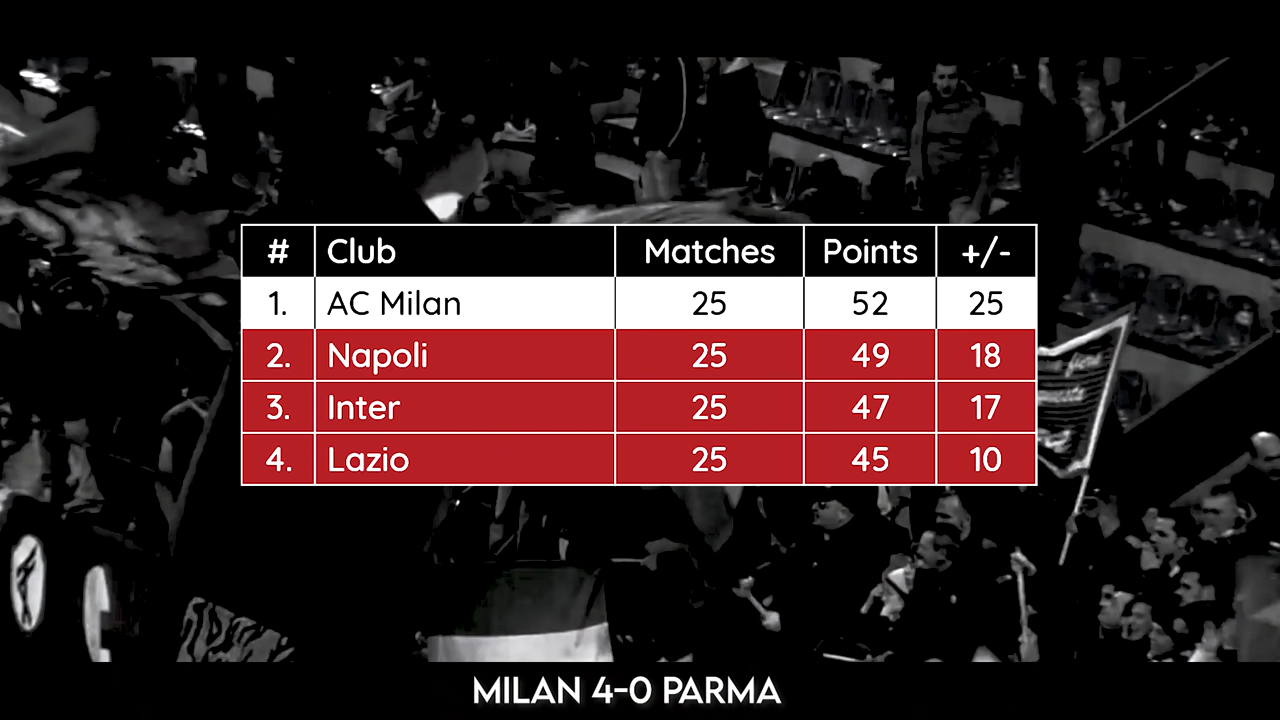 # Club Matches Points +/-
1. AC Milan 25 52 25
2. Napoli 25 49 18
3. Inter 25 47 17
4. Lazio 25 45 10
MILAN 4-0 PARMA